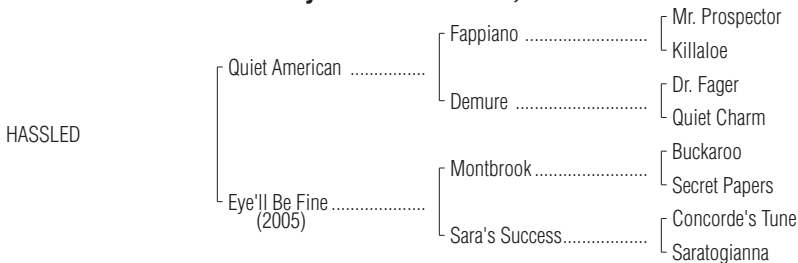 Mr. Prospector
Fappiano ..........................
Killaloe
Quiet American ................
Dr. Fager
Demure ............................
Quiet Charm
HASSLED
Buckaroo
Montbrook ........................
Secret Papers
Eye'll Be Fine ....................
(2005)
Concorde's Tune
Sara's Success..................
Saratogianna